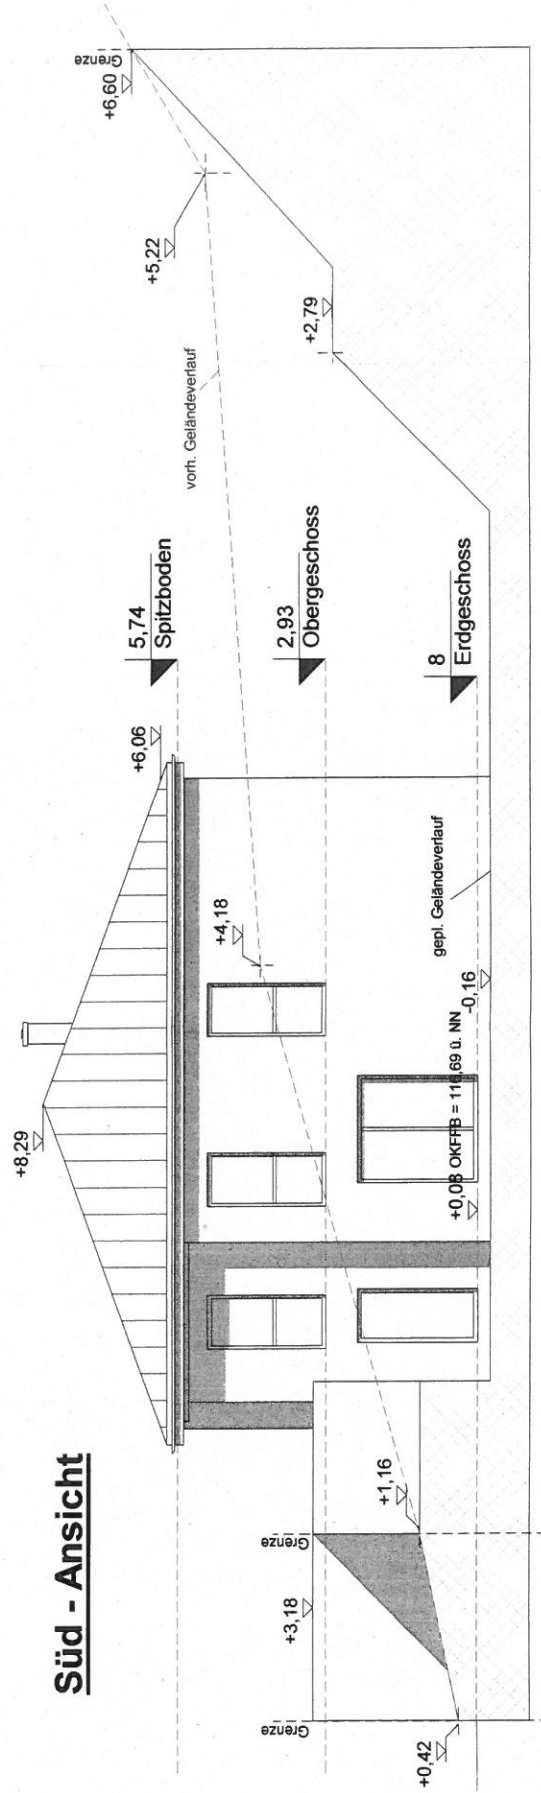 Süd - Ansicht
+8,29
+6,06
5,74
Spitzboden
+5,22
+6,60
Grenze
vorh. Geländeverlauf
+4,18
2,93
Obergeschoss
+2,79
Grenze
+3,18
Grenze
+1,16
+0,42
+0,08 OKFFB = 116,69 ü. NN
-0,16
gepl. Geländeverlauf
8
Erdgeschoss